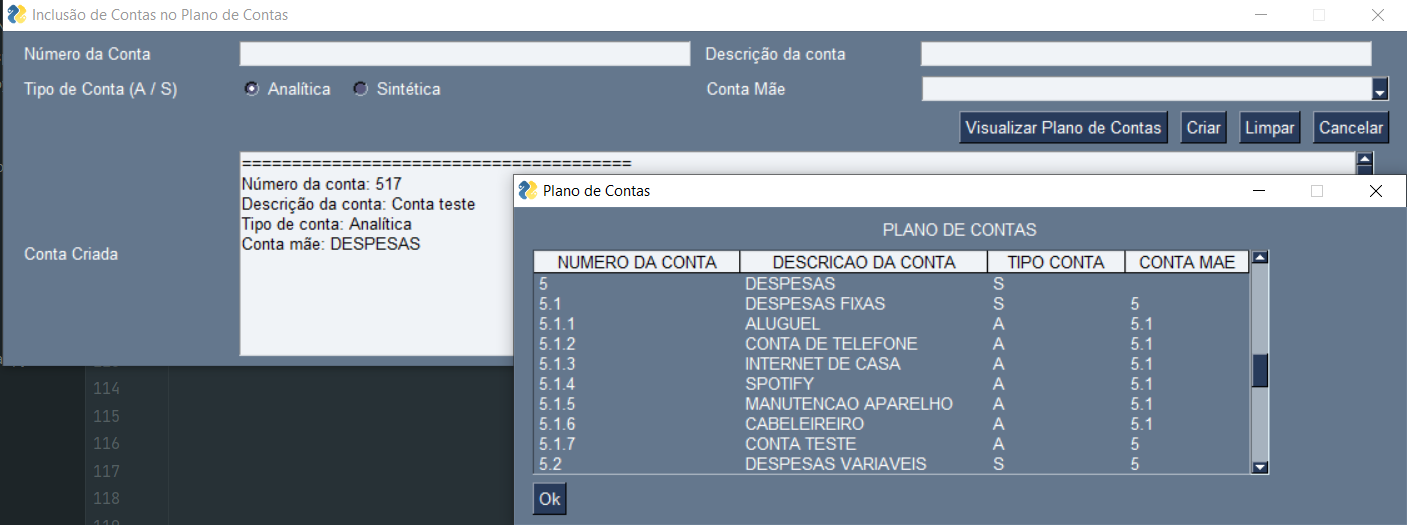 Inclusão de Contas no Plano de Contas
Número da Conta Descrição da conta
Tipo de Conta (A / S) Analítica Sintética Conta Mãe
Visualizar Plano de Contas Criar Limpar Cancelar
Conta Criada
=======================================
Número da conta: 517
Descrição da conta: Conta teste
Tipo de conta: Analítica
Conta mãe: DESPESAS
Plano de Contas
PLANO DE CONTAS
NUMERO DA CONTA DESCRICAO DA CONTA TIPO CONTA CONTA MAE
5 DESPESAS S
5.1 DESPESAS FIXAS S 5
5.1.1 ALUGUEL A 5.1
5.1.2 CONTA DE TELEFONE A 5.1
5.1.3 INTERNET DE CASA A 5.1
5.1.4 SPOTIFY A 5.1
5.1.5 MANUTENCAO APARELHO A 5.1
5.1.6 CABELEIREIRO A 5.1
5.1.7 CONTA TESTE A 5
5.2 DESPESAS VARIAVEIS S 5
Ok
114
115
116
117
118